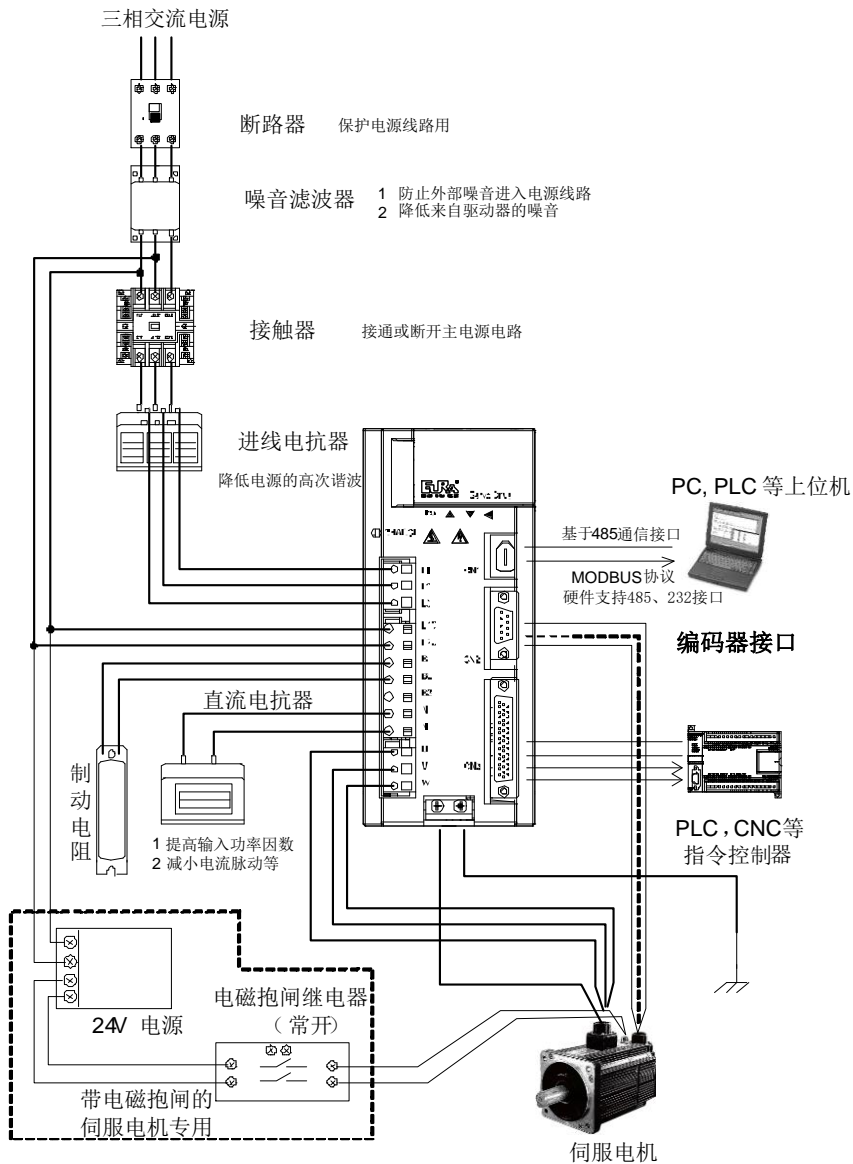 三相交流电源
断路器 保护电源线路用
噪音滤波器 1 防止外部噪音进入电源线路
2 降低来自驱动器的噪音
接触器 接通或断开主电源电路
进线电抗器
降低电源的高次谐波
PC, PLC 等上位机
基于485通信接口
MODBUS协议
硬件支持485、232接口
L3
编码器接口
直流电抗器
制动电阻
1 提高输入功率因数
2 减小电流脉动等
PLC，CNC等
指令控制器
24V 电源
电磁抱闸继电器
（常开）
带电磁抱闸的
伺服电机专用
伺服电机